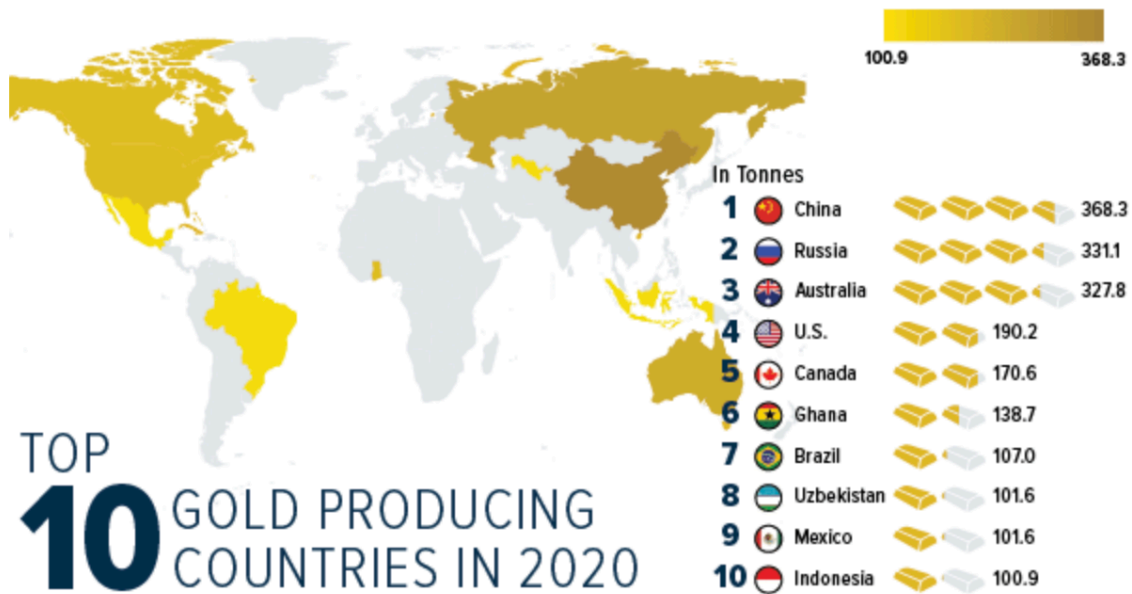 100.9 368.3
In Tonnes
1 China 368.3
2 Russia 331.1
3 Australia 327.8
4 U.S. 190.2
5 Canada 170.6
6 Ghana 138.7
7 Brazil 107.0
8 Uzbekistan 101.6
9 Mexico 101.6
10 Indonesia 100.9
TOP
10 GOLD PRODUCING
COUNTRIES IN 2020